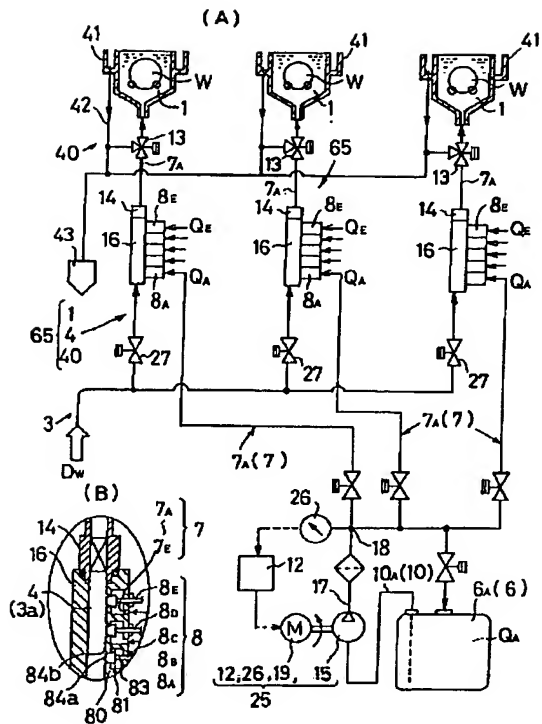 (A)
41 41 41
W W W
42 1 1 1
40 13 13 13
7A 7A 65 7A
14 8E 14 8E 14 8E
16 QE 16 QE 16 QE
43 QA QA QA
8A 8A 8A
65 1 4 40
27 27 27
3
DW
7A(7) 7A(7)
(B)
26 18
14 7A 7E 7
16
4
(3a)
8E
8D
8C 8
8B
8A
84b
84a 83
80 81
12 17 10A(10) 6A(6)
M QA
12,26,19, 15
25